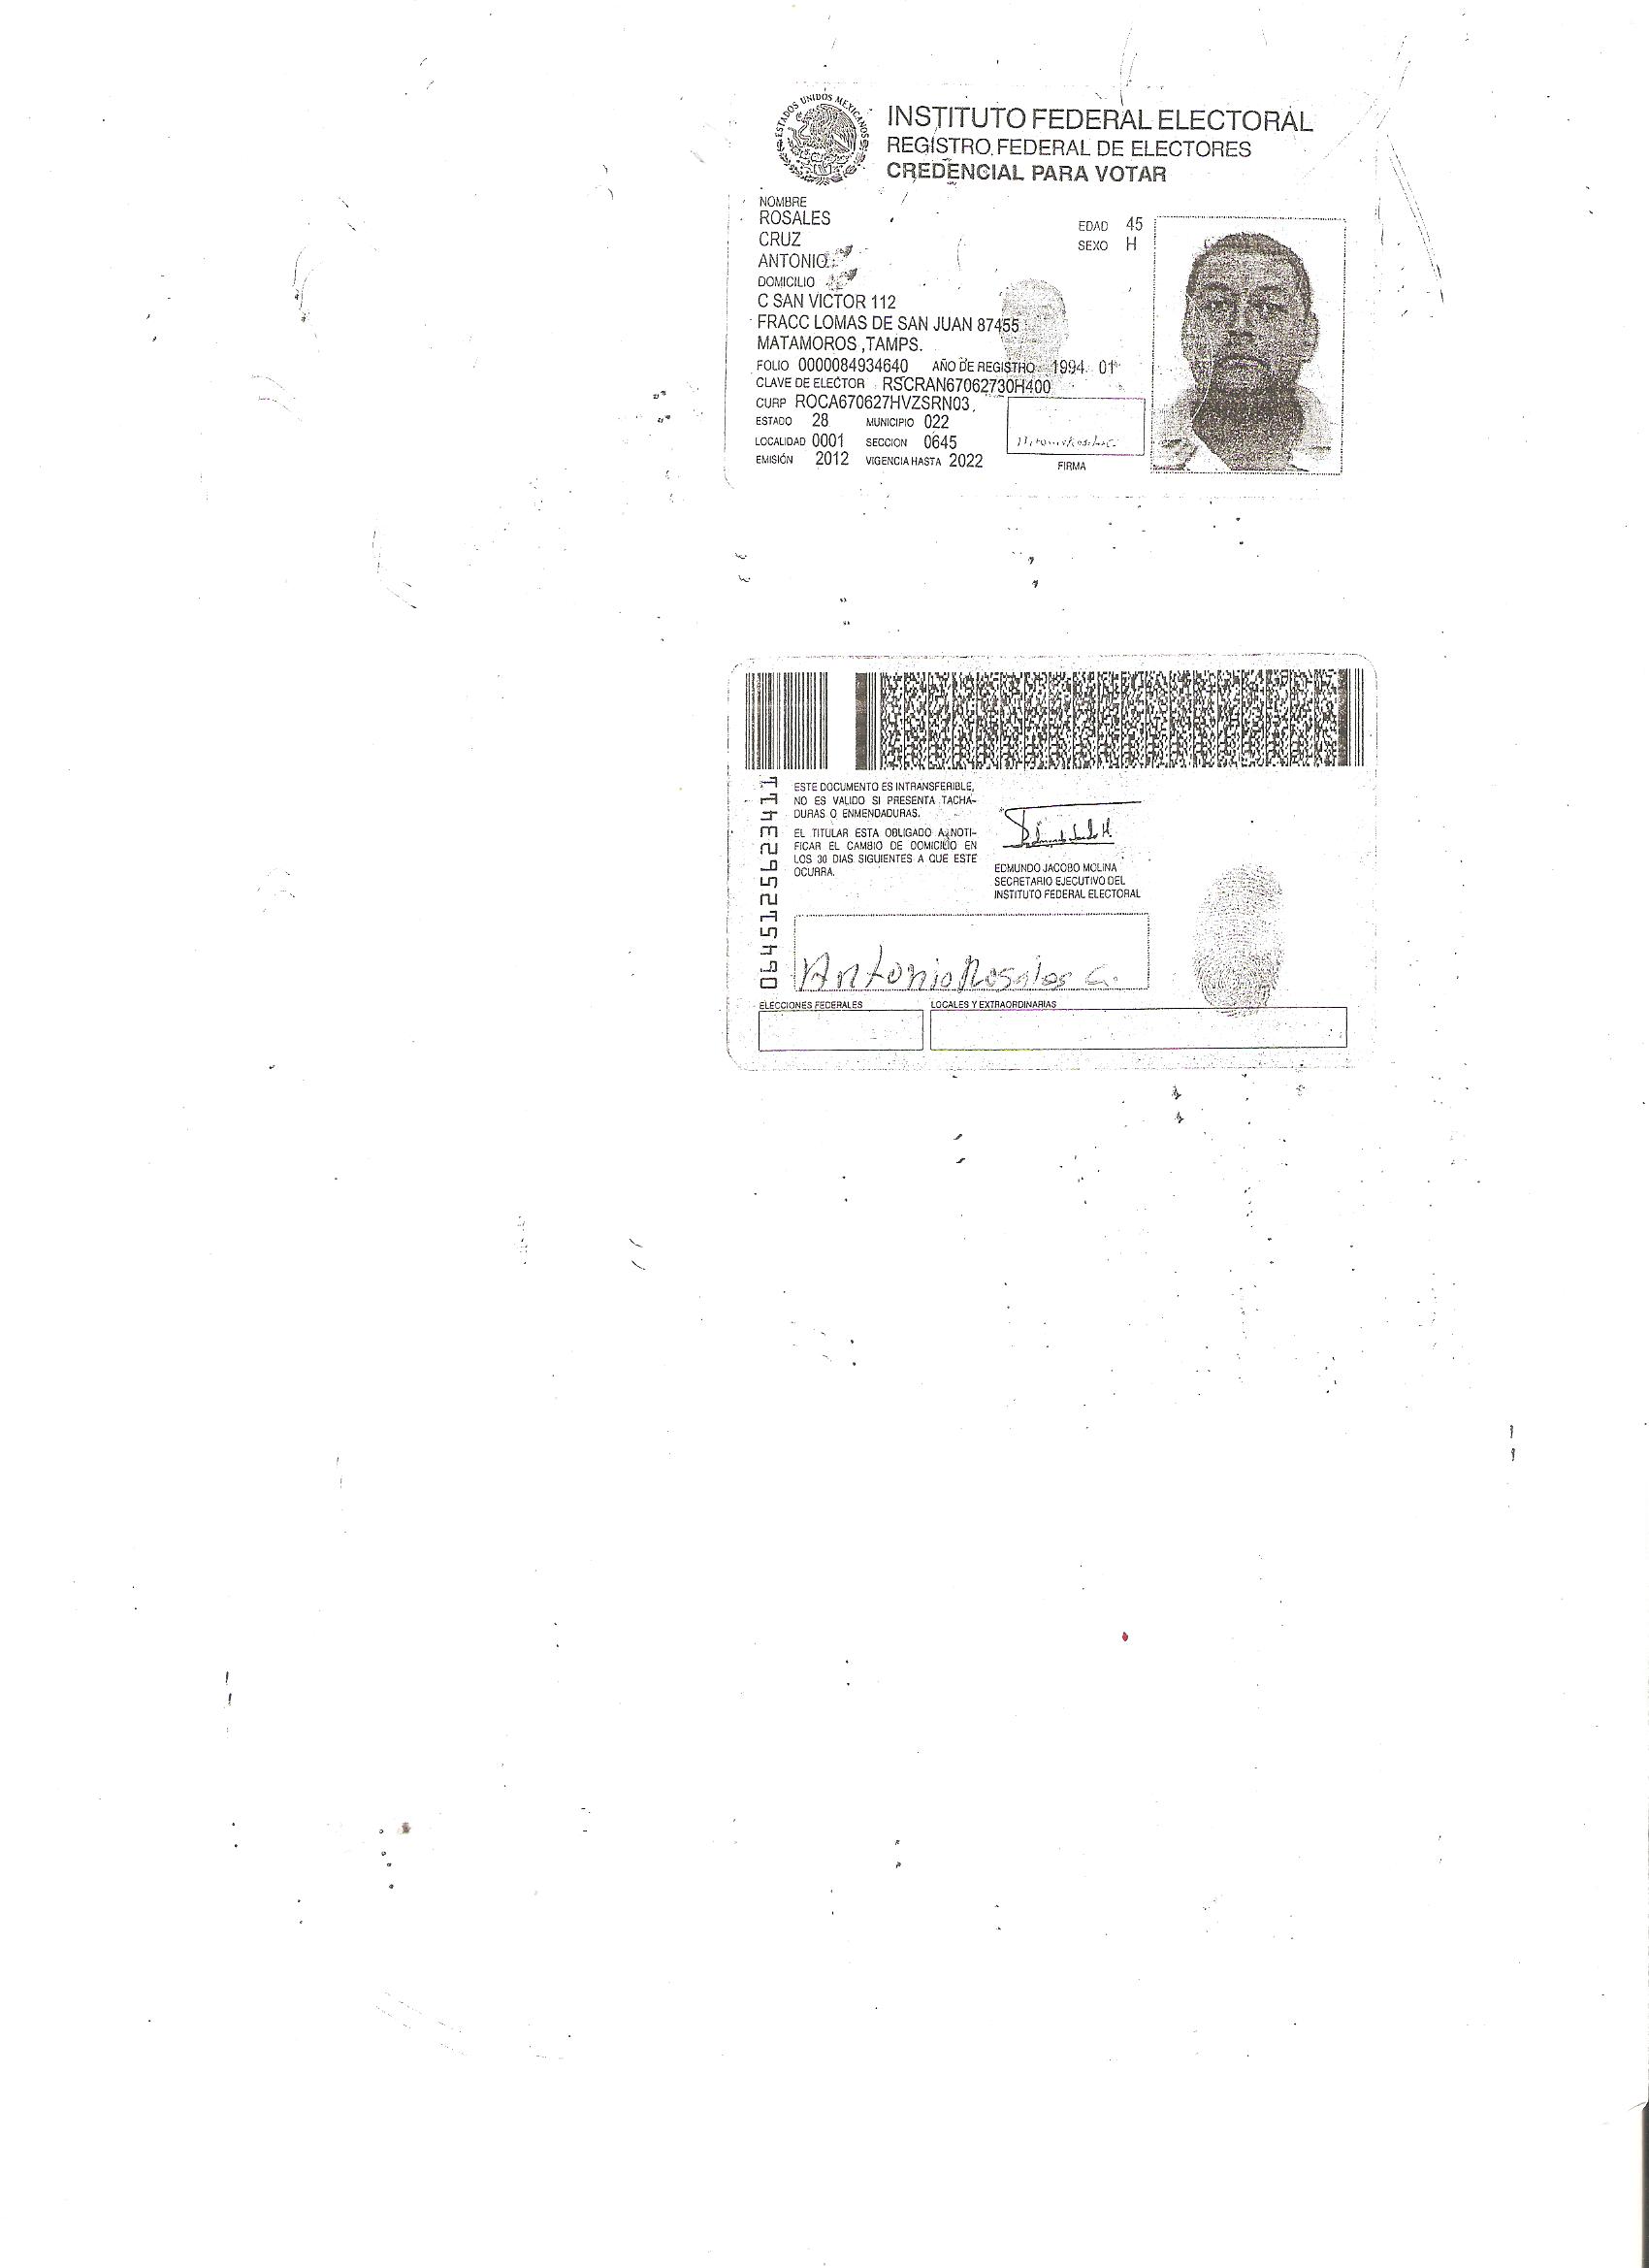 ESTADOS UNIDOS MEXICANOS
INSTITUTO FEDERAL ELECTORAL
REGISTRO FEDERAL DE ELECTORES
CREDENCIAL PARA VOTAR
NOMBRE
ROSALES
CRUZ
ANTONIO
EDAD 45
SEXO H
DOMICILIO
C SAN VICTOR 112
FRACC LOMAS DE SAN JUAN 87455
MATAMOROS ,TAMPS.
FOLIO 0000084934640 AÑO DE REGISTRO 1994 01
CLAVE DE ELECTOR RSCRAN67062730H400
CURP ROCA670627HVZSRN03
ESTADO 28 MUNICIPIO 022
LOCALIDAD 0001 SECCION 0645
EMISIÓN 2012 VIGENCIA HASTA 2022
FIRMA
0645125623411
ESTE DOCUMENTO ES INTRANSFERIBLE,
NO ES VALIDO SI PRESENTA TACHA-
DURAS O ENMENDADURAS.
EL TITULAR ESTA OBLIGADO A NOTI-
FICAR EL CAMBIO DE DOMICILIO EN
LOS 30 DIAS SIGUIENTES A QUE ESTE
OCURRA.
EDMUNDO JACOBO MOLINA
SECRETARIO EJECUTIVO DEL
INSTITUTO FEDERAL ELECTORAL
Antonio Rosales C.
ELECCIONES FEDERALES
LOCALES Y EXTRAORDINARIAS